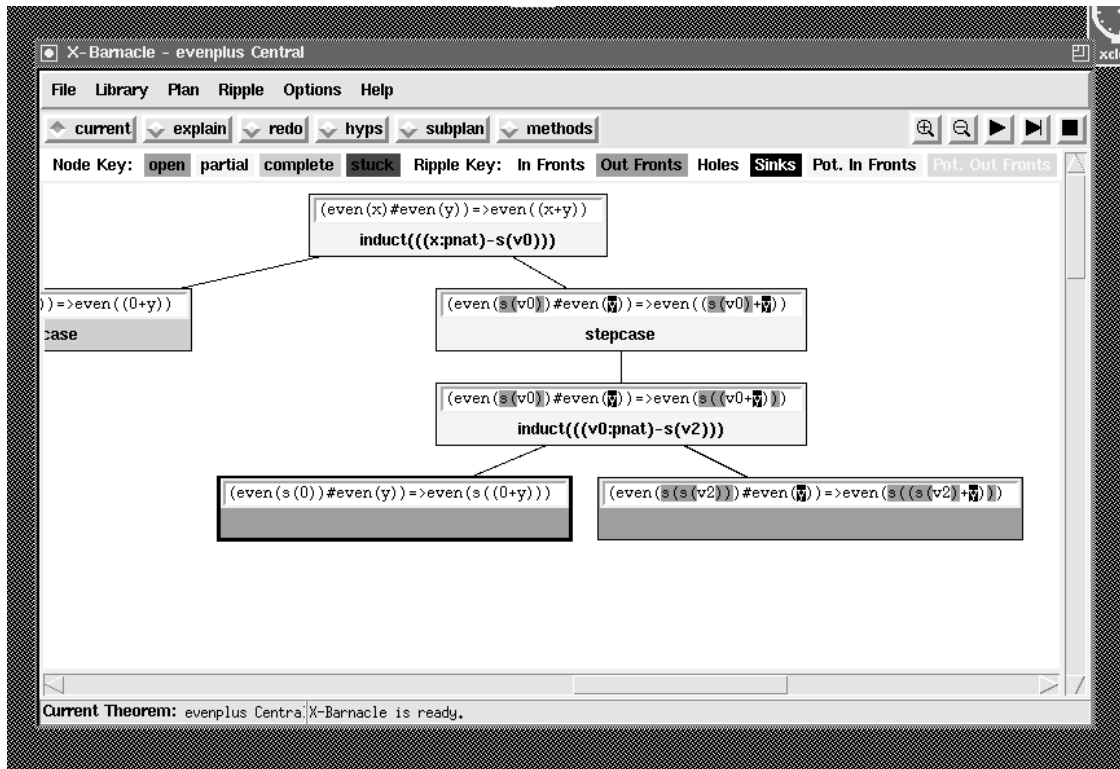 X-Barnacle - evenplus Central
xclo
File Library Plan Ripple Options Help
current explain redo hyps subplan methods
Node Key: open partial complete stuck Ripple Key: In Fronts Out Fronts Holes Sinks Pot. In Fronts Pot. Out Fronts
(even(x)#even(y))=>even((x+y))
induct(((x:pnat)-s(v0)))
))=>even((0+y))
case
(even(s(v0))#even(y))=>even((s(v0)+y))
stepcase
(even(s(v0))#even(y))=>even(s((v0+y)))
induct(((v0:pnat)-s(v2)))
(even(s(0))#even(y))=>even(s((0+y)))
(even(s(s(v2)))#even(y))=>even(s((s(v2)+y)))
Current Theorem: evenplus Central X-Barnacle is ready.